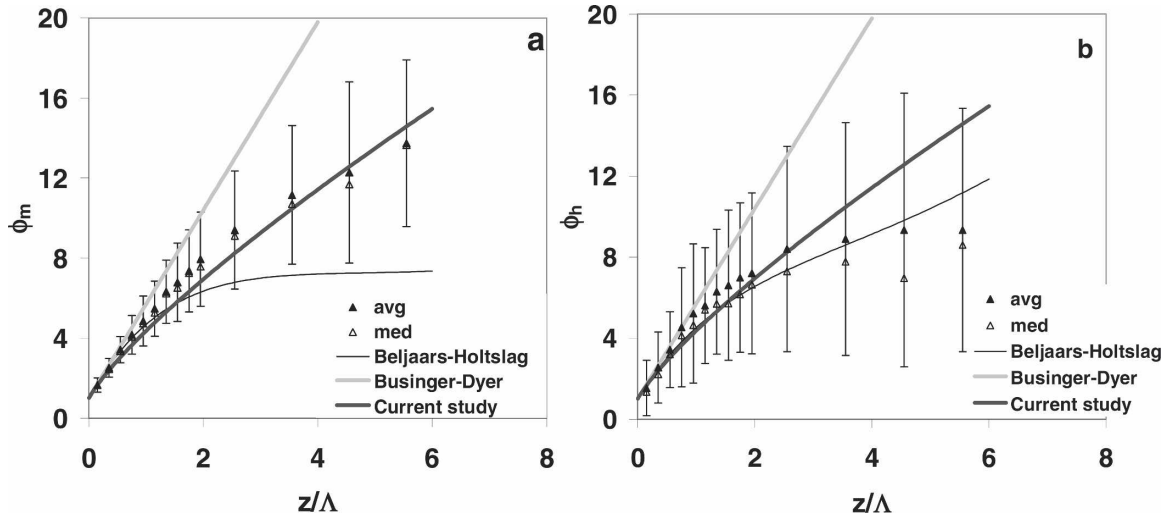 a
20
16
12
8
4
0
ϕm
0 2 4 6 8
z/Λ
avg
med
Beljaars-Holtslag
Businger-Dyer
Current study
b
20
16
12
8
4
0
ϕh
0 2 4 6 8
z/Λ
avg
med
Beljaars-Holtslag
Businger-Dyer
Current study